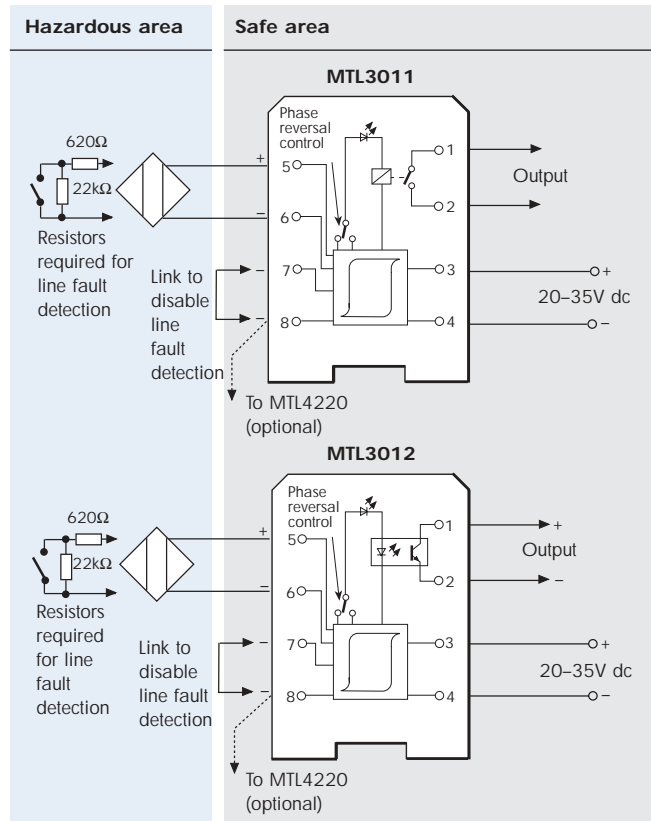 Hazardous area
Safe area
MTL3011
Phase
reversal
control
620Ω
22kΩ
Resistors
required for
line fault
detection
Link to
disable
line
fault
detection
+
–
–
–
5
6
7
8
1
2
3
4
Output
+
20–35V dc
–
To MTL4220
(optional)
MTL3012
Phase
reversal
control
620Ω
22kΩ
Resistors
required
for line
fault
detection
Link to
disable
line fault
detection
+
–
–
–
5
6
7
8
1
2
3
4
+
Output
–
+
20–35V dc
–
To MTL4220
(optional)